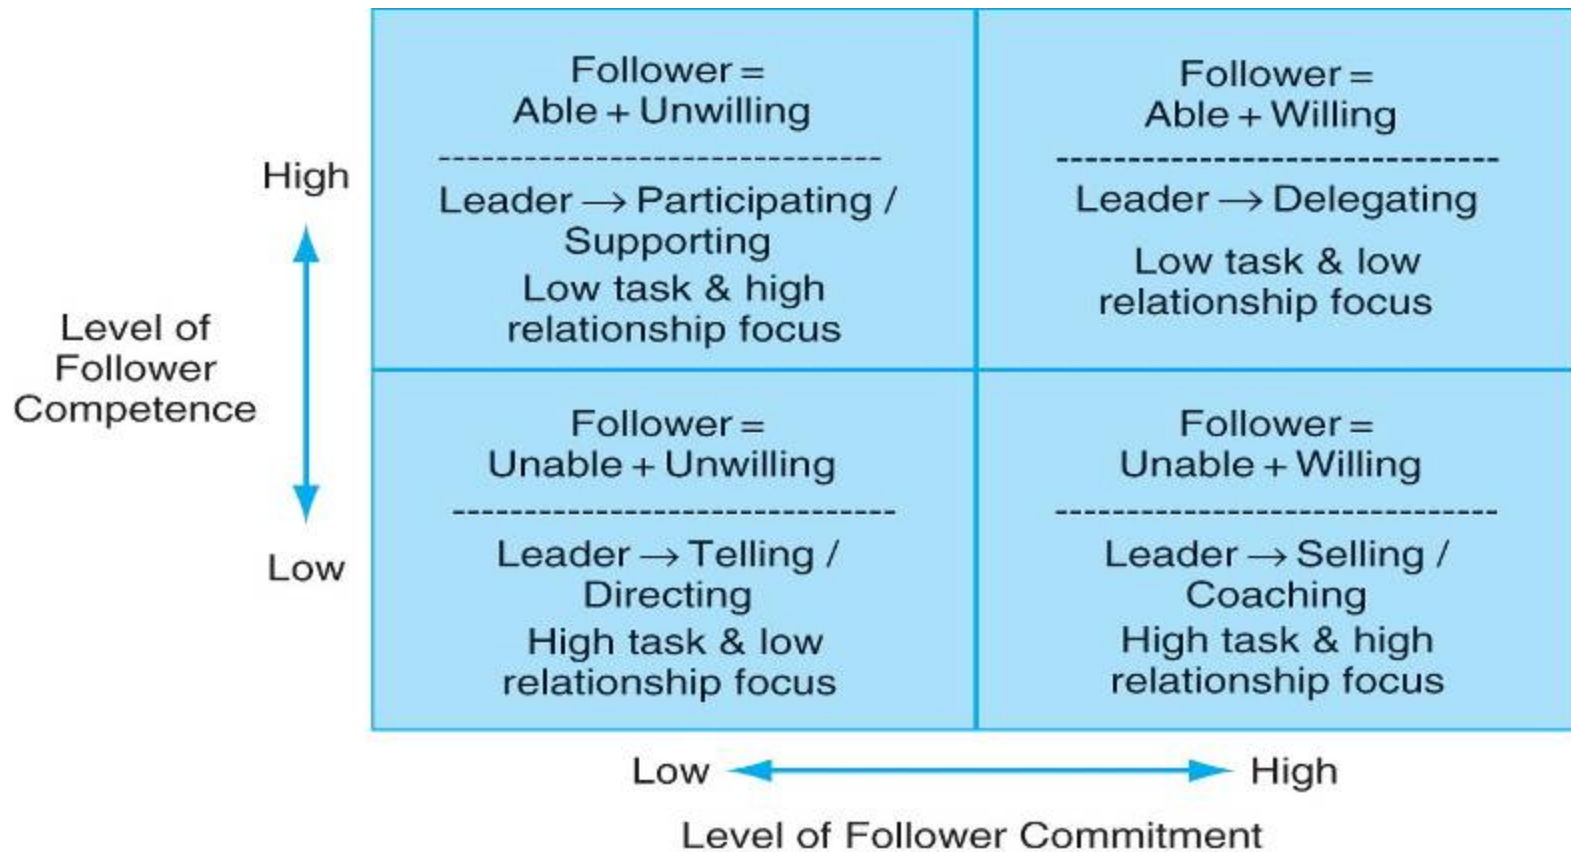 Follower =
Able + Unwilling
-------------------------------
Leader → Participating /
Supporting
Low task & high
relationship focus
Follower =
Able + Willing
-------------------------------
Leader → Delegating
Low task & low
relationship focus
High
Level of
Follower
Competence
Low
Follower =
Unable + Unwilling
-------------------------------
Leader → Telling /
Directing
High task & low
relationship focus
Follower =
Unable + Willing
-------------------------------
Leader → Selling /
Coaching
High task & high
relationship focus
Low
High
Level of Follower Commitment